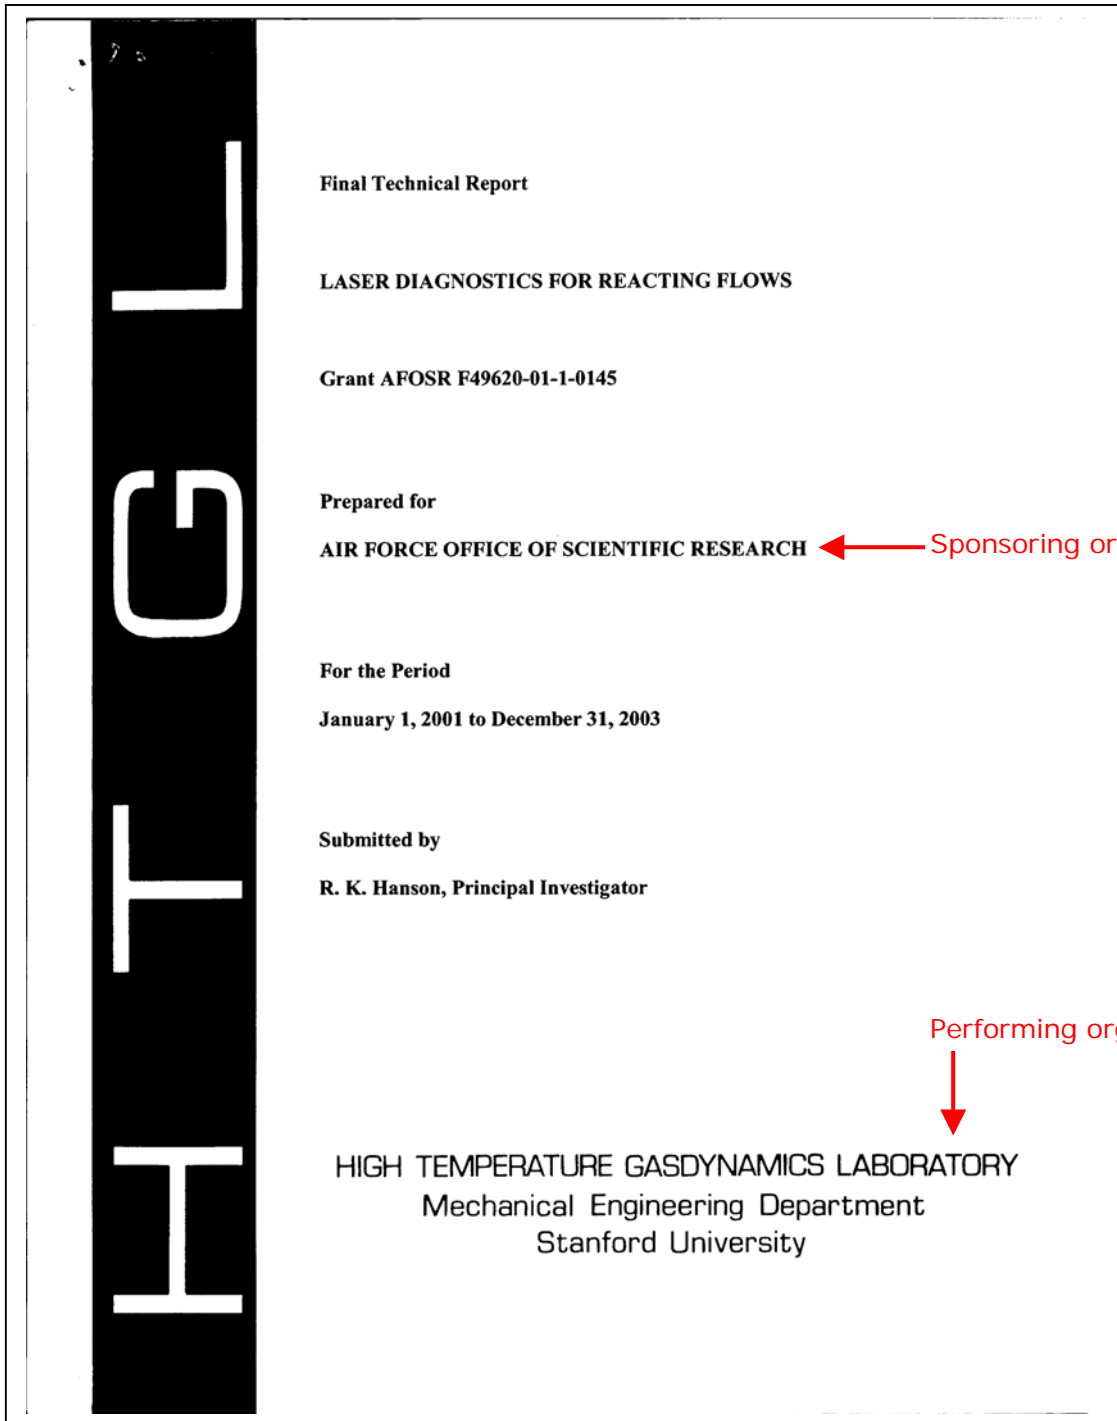 HTGL
Final Technical Report
LASER DIAGNOSTICS FOR REACTING FLOWS
Grant AFOSR F49620-01-1-0145
Prepared for
AIR FORCE OFFICE OF SCIENTIFIC RESEARCH
Sponsoring or
For the Period
January 1, 2001 to December 31, 2003
Submitted by
R. K. Hanson, Principal Investigator
Performing org
HIGH TEMPERATURE GASDYNAMICS LABORATORY
Mechanical Engineering Department
Stanford University